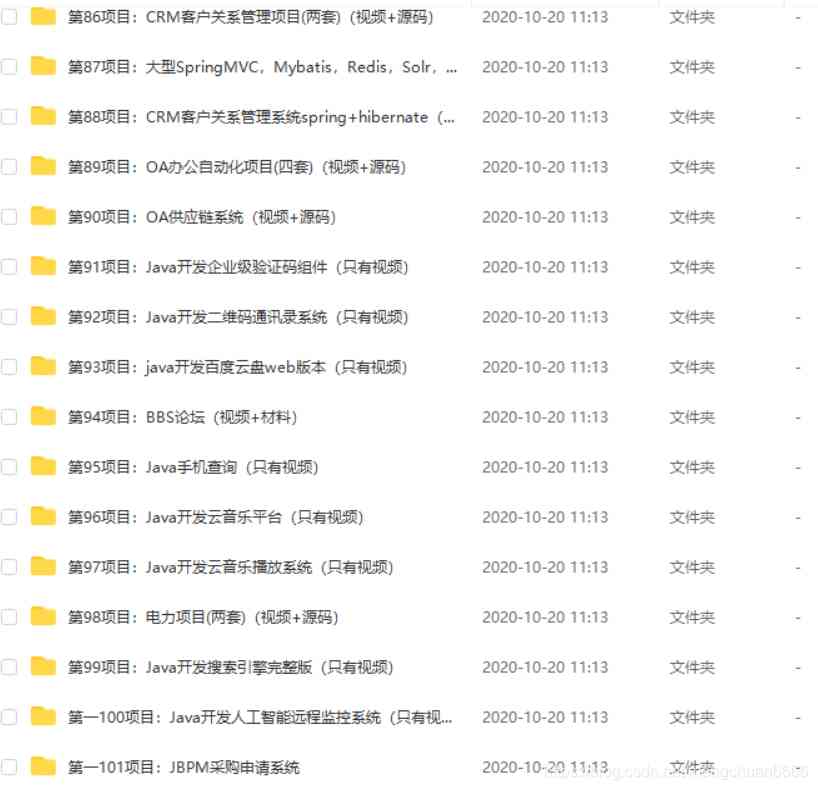 第86项目：CRM客户关系管理项目(两套)（视频+源码） 2020-10-20 11:13 文件夹 -
第87项目：大型SpringMVC，Mybatis，Redis，Solr，... 2020-10-20 11:13 文件夹 -
第88项目：CRM客户关系管理系统spring+hibernate（... 2020-10-20 11:13 文件夹 -
第89项目：OA办公自动化项目(四套)（视频+源码） 2020-10-20 11:13 文件夹 -
第90项目：OA供应链系统（视频+源码） 2020-10-20 11:13 文件夹 -
第91项目：Java开发企业级验证码组件（只有视频） 2020-10-20 11:13 文件夹 -
第92项目：Java开发二维码通讯录系统（只有视频） 2020-10-20 11:13 文件夹 -
第93项目：java开发百度云盘web版本（只有视频） 2020-10-20 11:13 文件夹 -
第94项目：BBS论坛（视频+材料） 2020-10-20 11:13 文件夹 -
第95项目：Java手机查询（只有视频） 2020-10-20 11:13 文件夹 -
第96项目：Java开发云音乐平台（只有视频） 2020-10-20 11:13 文件夹 -
第97项目：Java开发云音乐播放系统（只有视频） 2020-10-20 11:13 文件夹 -
第98项目：电力项目(两套)（视频+源码） 2020-10-20 11:13 文件夹 -
第99项目：Java开发搜索引擎完整版（只有视频） 2020-10-20 11:13 文件夹 -
第一100项目：Java开发人工智能远程监控系统（只有视... 2020-10-20 11:13 文件夹 -
第一101项目：JBPM采购申请系统 2020-10-20 11:13 文件夹 -